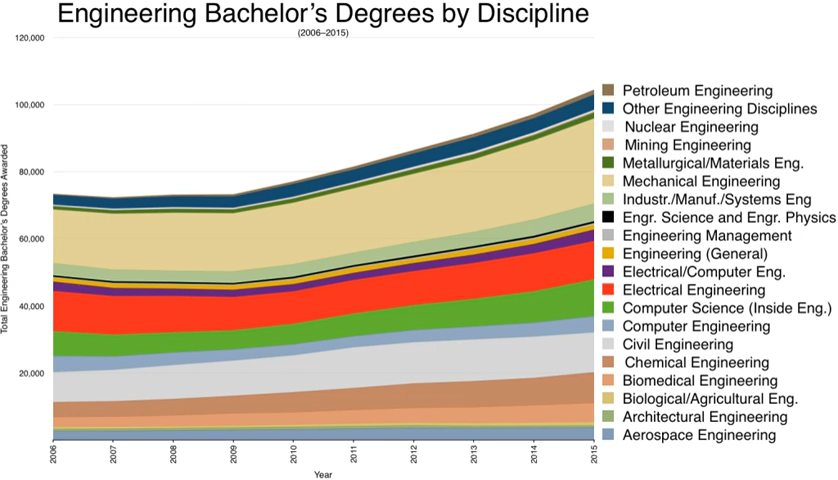 Engineering Bachelor's Degrees by Discipline
(2006–2015)
Total Engineering Bachelor's Degrees Awarded
120,000
100,000
80,000
60,000
40,000
20,000
2006
2007
2008
2009
2010
2011
2012
2013
2014
2015
Year
Petroleum Engineering
Other Engineering Disciplines
Nuclear Engineering
Mining Engineering
Metallurgical/Materials Eng.
Mechanical Engineering
Industr./Manuf./Systems Eng
Engr. Science and Engr. Physics
Engineering Management
Engineering (General)
Electrical/Computer Eng.
Electrical Engineering
Computer Science (Inside Eng.)
Computer Engineering
Civil Engineering
Chemical Engineering
Biomedical Engineering
Biological/Agricultural Eng.
Architectural Engineering
Aerospace Engineering